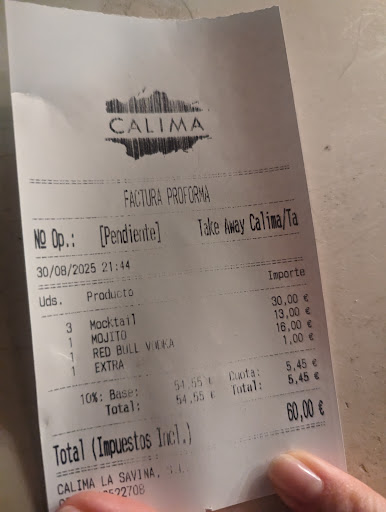 CALIMA
FACTURA PROFORMA
Nº Op.: [Pendiente] Take Away Calima/Ta
30/08/2025 21:44
Uds. Producto Importe
3 Mocktail 30,00 €
1 MOJITO 13,00 €
1 RED BULL VODKA 16,00 €
1 EXTRA 1,00 €
10%: Base: 54,55 € Cuota: 5,45 €
Total: 54,55 € Total: 5,45 €
Total (Impuestos Incl.) 60,00 €
CALIMA LA SAVINA, S.L.